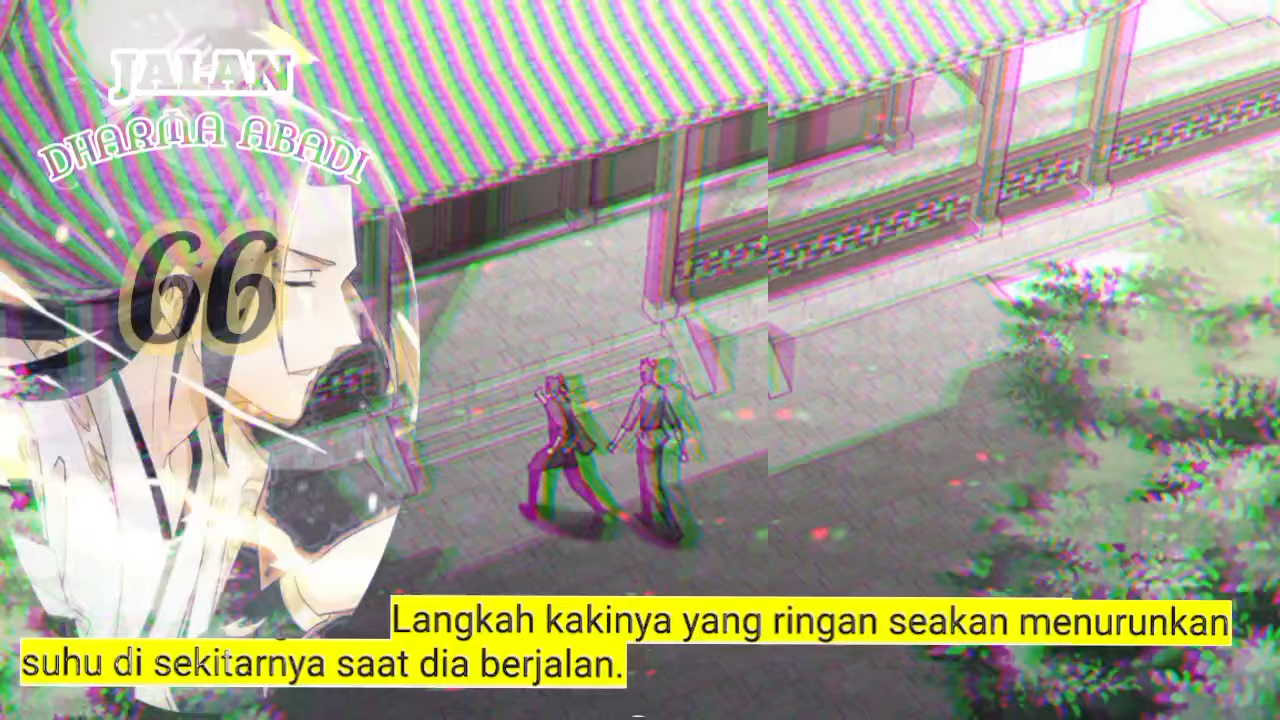 JALAN
DHARMA ABADI
66
Langkah kakinya yang ringan seakan menurunkan
suhu di sekitarnya saat dia berjalan.